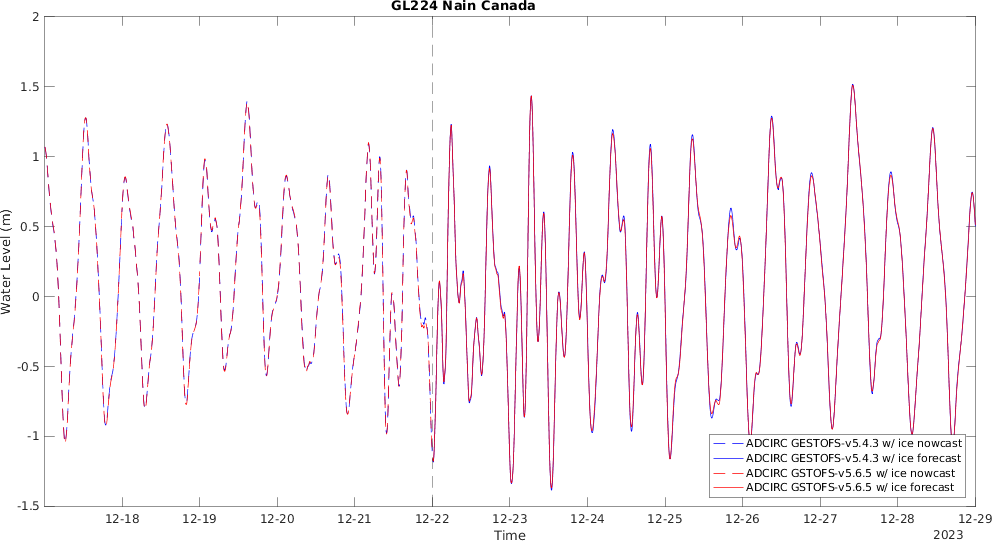 GL224 Nain Canada
2
1.5
1
0.5
0
-0.5
-1
-1.5
Water Level (m)
ADCIRC GESTOFS-v5.4.3 w/ ice nowcast
ADCIRC GESTOFS-v5.4.3 w/ ice forecast
ADCIRC GSTOFS-v5.6.5 w/ ice nowcast
ADCIRC GSTOFS-v5.6.5 w/ ice forecast
12-18 12-19 12-20 12-21 12-22 12-23 12-24 12-25 12-26 12-27 12-28 12-29
Time
2023